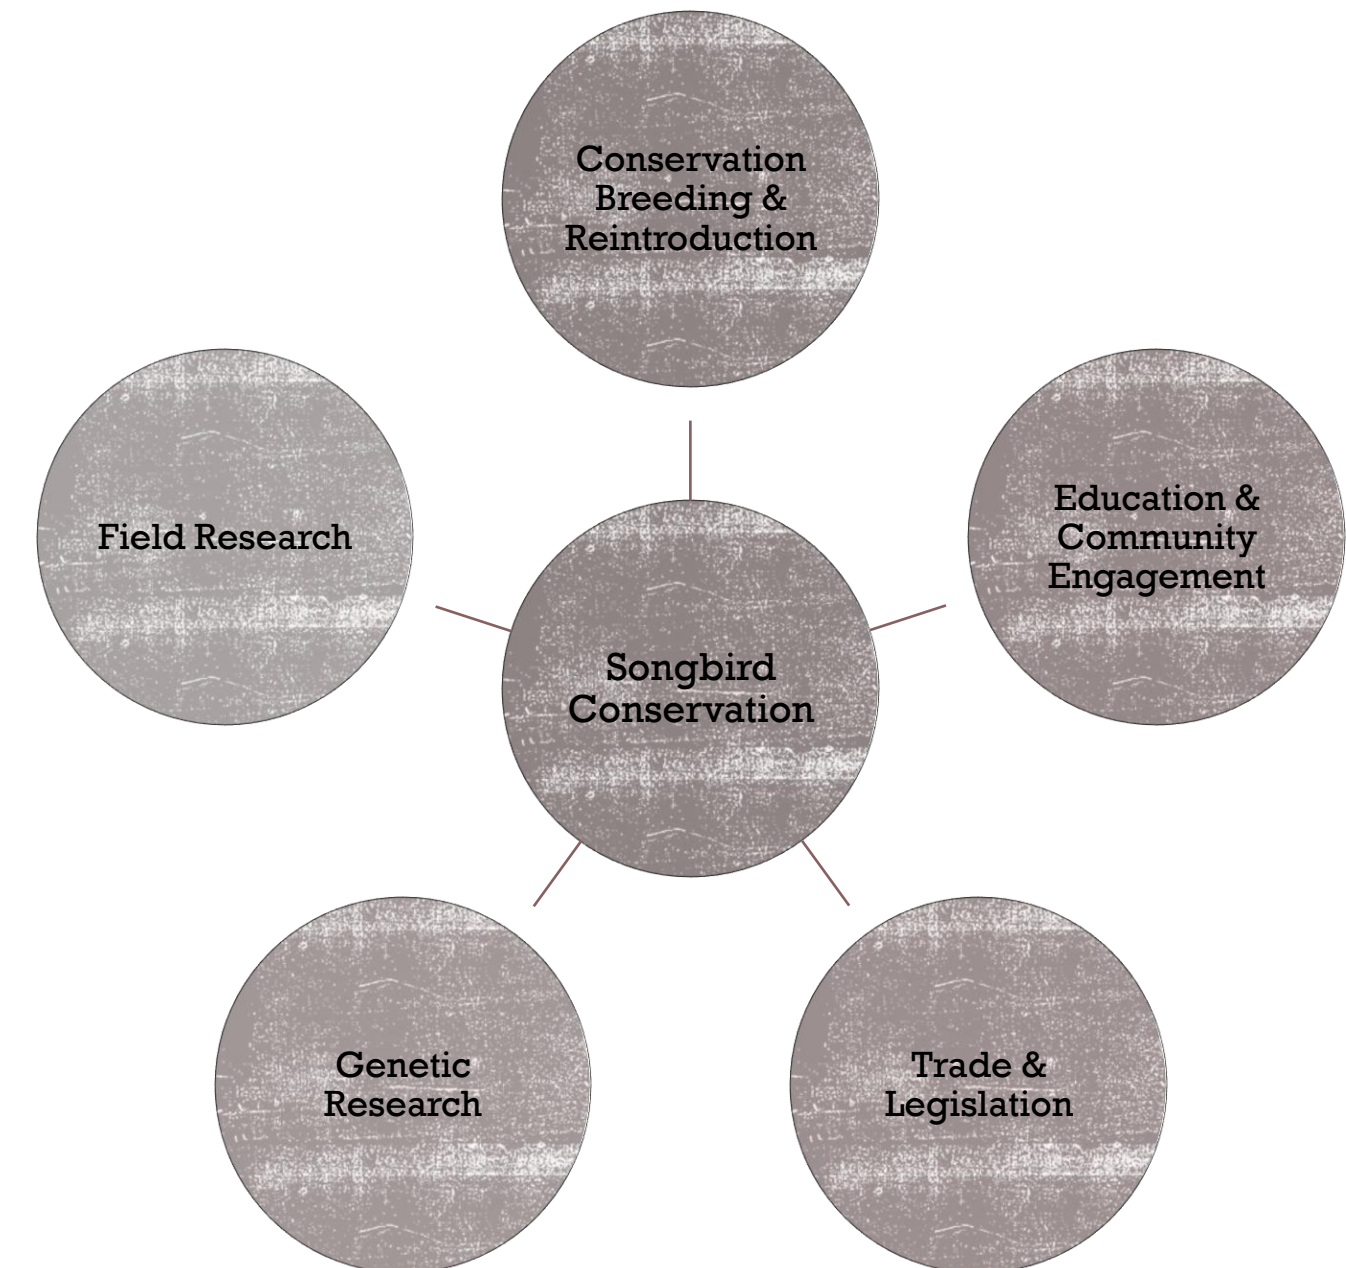 Conservation
Breeding &
Reintroduction
Field Research
Education &
Community
Engagement
Songbird
Conservation
Genetic
Research
Trade &
Legislation